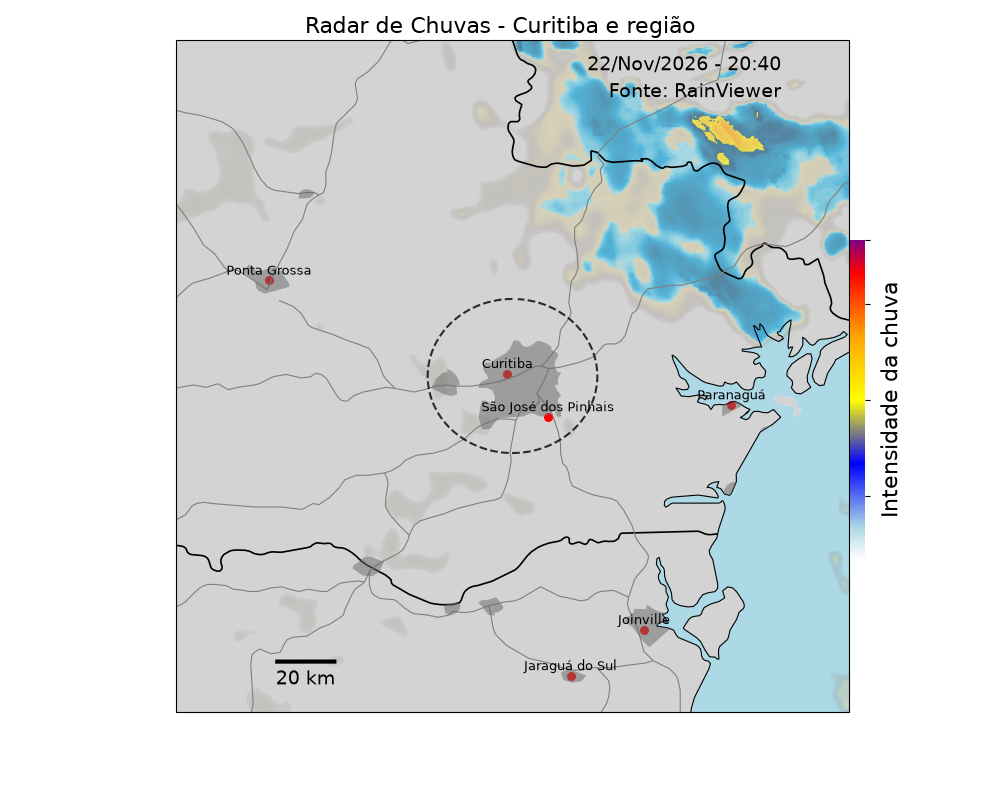 Radar de Chuvas - Curitiba e região
22/Nov/2026 - 20:40
Fonte: RainViewer
Ponta Grossa
Curitiba
São José dos Pinhais
Paranaguá
Intensidade da chuva
Joinville
Jaraguá do Sul
20 km